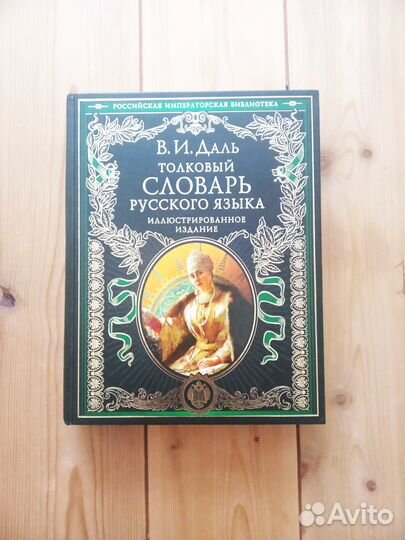 РОССИЙСКАЯ ИМПЕРАТОРСКАЯ БИБЛИОТЕКА
В. И. ДАЛЬ
ТОЛКОВЫЙ
СЛОВАРЬ
РУССКОГО ЯЗЫКА
ИЛЛЮСТРИРОВАННОЕ
ИЗДАНИЕ
Avito